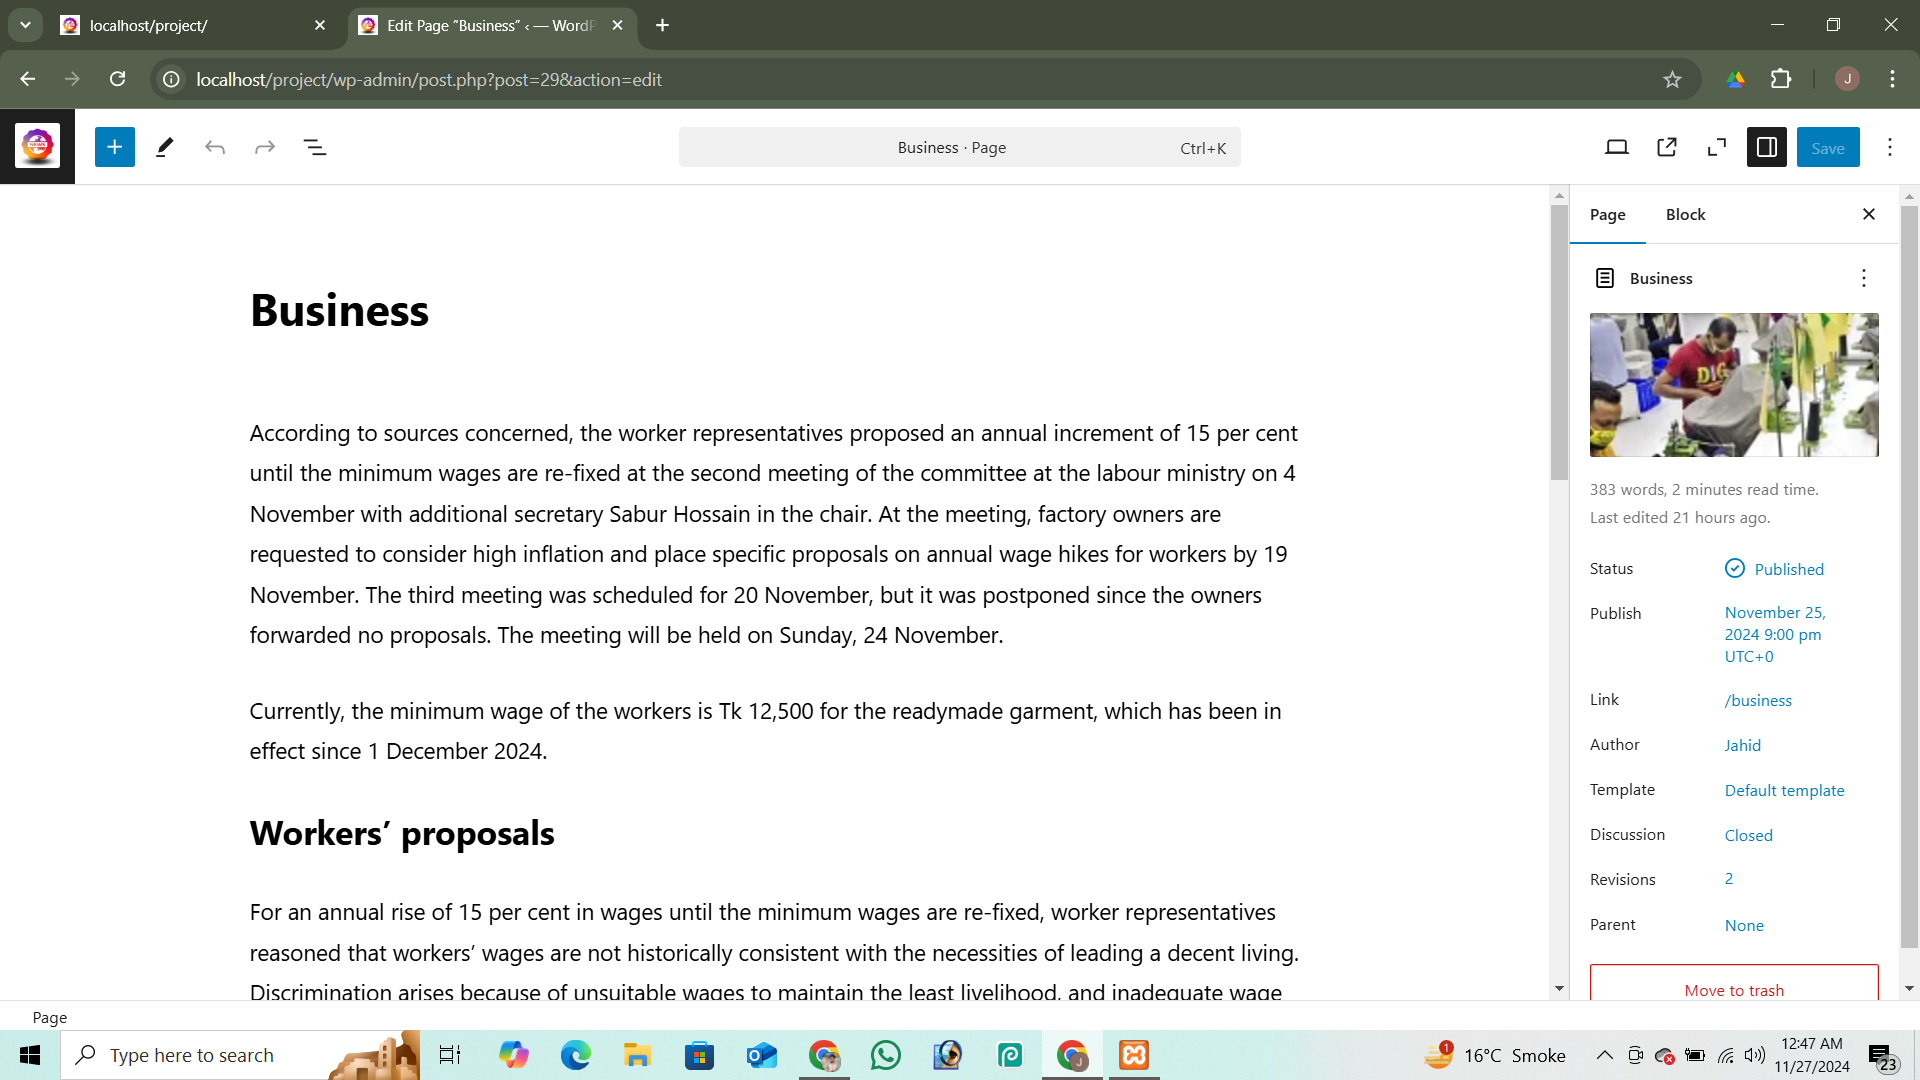 localhost/project/
Edit Page “Business” ‹ — WordP
localhost/project/wp-admin/post.php?post=29&action=edit
J
NEWS
Business · Page
Ctrl+K
Save
Page
Block
Business
Business
According to sources concerned, the worker representatives proposed an annual increment of 15 per cent
until the minimum wages are re-fixed at the second meeting of the committee at the labour ministry on 4
November with additional secretary Sabur Hossain in the chair. At the meeting, factory owners are
requested to consider high inflation and place specific proposals on annual wage hikes for workers by 19
November. The third meeting was scheduled for 20 November, but it was postponed since the owners
forwarded no proposals. The meeting will be held on Sunday, 24 November.
Currently, the minimum wage of the workers is Tk 12,500 for the readymade garment, which has been in
effect since 1 December 2024.
Workers’ proposals
For an annual rise of 15 per cent in wages until the minimum wages are re-fixed, worker representatives
reasoned that workers’ wages are not historically consistent with the necessities of leading a decent living.
Discrimination arises because of unsuitable wages to maintain the least livelihood, and inadequate wage
383 words, 2 minutes read time.
Last edited 21 hours ago.
Status
Published
Publish
November 25,
2024 9:00 pm
UTC+0
Link
/business
Author
Jahid
Template
Default template
Discussion
Closed
Revisions
2
Parent
None
Move to trash
Page
Type here to search
1
16°C Smoke
12:47 AM
11/27/2024
23